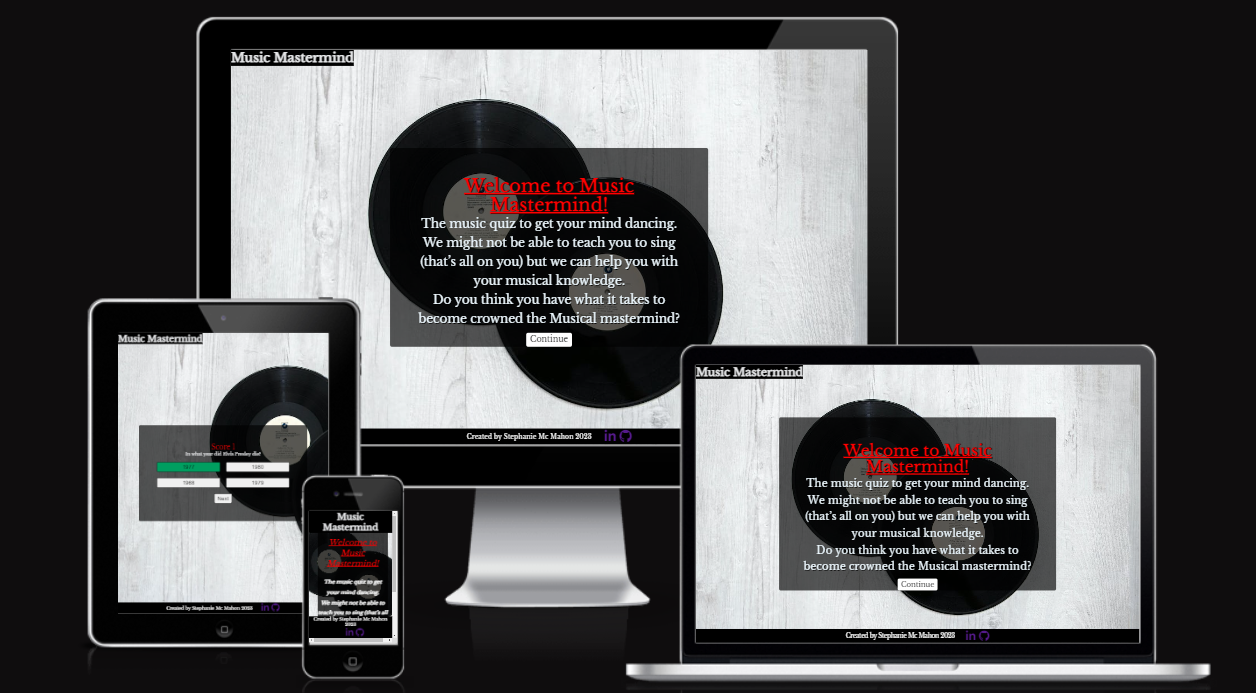 Music Mastermind
Welcome to Music
Mastermind!
The music quiz to get your mind dancing.
We might not be able to teach you to sing
(that's all on you) but we can help you with
your musical knowledge.
Do you think you have what it takes to
become crowned the Musical mastermind?
Continue
Created by Stephanie Mc Mahon 2023
in
Music Mastermind
Score 1
In what year did Elvis Presley die?
1977
1980
1988
1979
Next
Created by Stephanie Mc Mahon 2023
in
Music
Mastermind
Welcome to
Music
Mastermind!
The music quiz to get
your mind dancing.
We might not be able to
teach you to sing (that's all
Created by Stephanie Mc Mahon
2023
in
Music Mastermind
Welcome to Music
Mastermind!
The music quiz to get your mind dancing.
We might not be able to teach you to sing
(that's all on you) but we can help you with
your musical knowledge.
Do you think you have what it takes to
become crowned the Musical mastermind?
Continue
Created by Stephanie Mc Mahon 2023
in